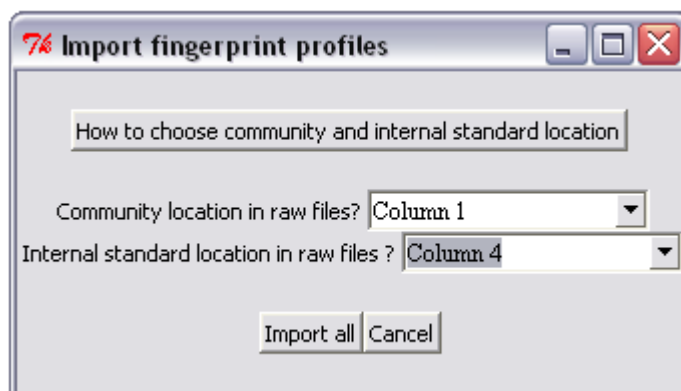 Import fingerprint profiles
How to choose community and internal standard location
Community location in raw files? Column 1
Internal standard location in raw files ? Column 4
Import all Cancel